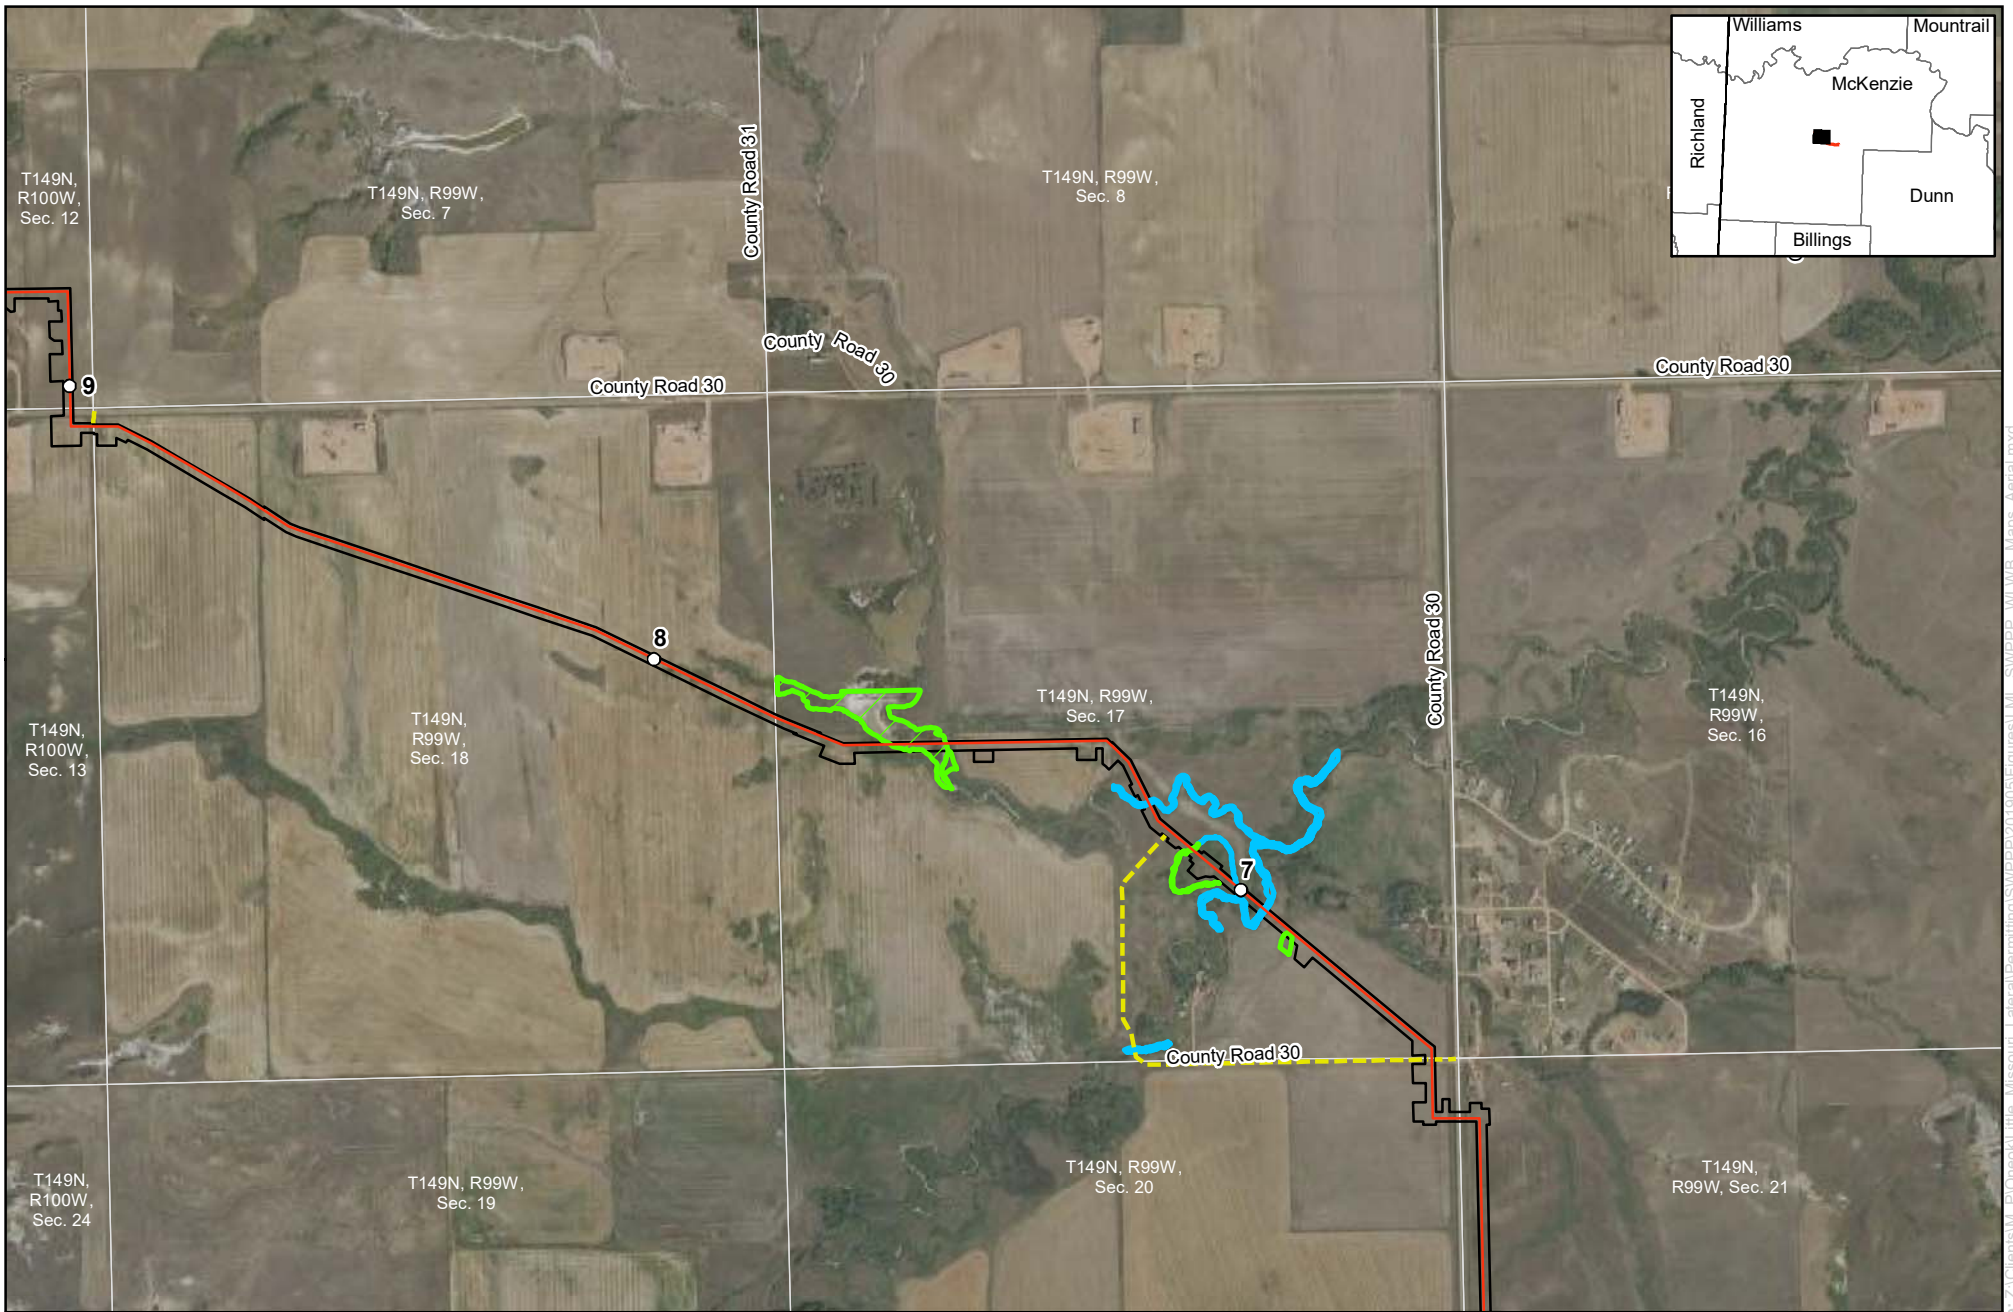 Williams
Mountrail
McKenzie
Richland
Dunn
Billings
County Road 31
T149N,
R100W,
Sec. 12
T149N, R99W,
Sec. 7
T149N, R99W,
Sec. 8
County Road 30
County Road 30
County Road 30
9
8
County Road 30
T149N,
R100W,
Sec. 13
T149N,
R99W,
Sec. 18
T149N, R99W,
Sec. 17
T149N,
R99W,
Sec. 16
7
County Road 30
T149N,
R100W,
Sec. 24
T149N, R99W,
Sec. 19
T149N, R99W,
Sec. 20
T149N,
R99W, Sec. 21